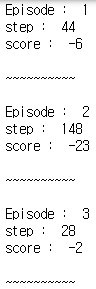 Episode :  1
step :  44
score :  -6
~~~~~~~~~~
Episode :  2
step :  148
score :  -23
~~~~~~~~~~
Episode :  3
step :  28
score :  -2
~~~~~~~~~~